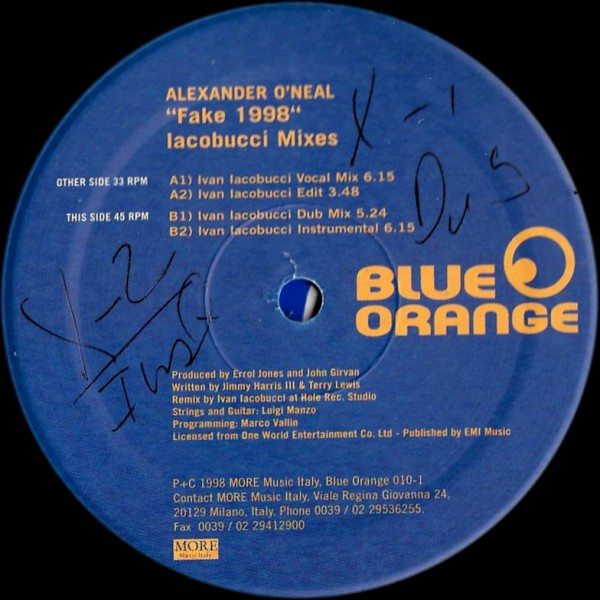 ALEXANDER O'NEAL
"Fake 1998"
Iacobucci Mixes
X-1
OTHER SIDE 33 RPM
A1) Ivan Iacobucci Vocal Mix 6.15
A2) Ivan Iacobucci Edit 3.48
THIS SIDE 45 RPM
B1) Ivan Iacobucci Dub Mix 5.24
B2) Ivan Iacobucci Instrumental 6.15
X-2
BLUE
ORANGE
Produced by Errol Jones and John Girvan
Written by Jimmy Harris III & Terry Lewis
Remix by Ivan Iacobucci at Hole Rec. Studio
Strings and Guitar: Luigi Manzo
Programming: Marco Vallin
Licensed from One World Entertainment Co. Ltd - Published by EMI Music
P+C 1998 MORE Music Italy, Blue Orange 010-1
Contact MORE Music Italy, Viale Regina Giovanna 24,
20129 Milano, Italy. Phone 0039 / 02 29536255.
Fax 0039 / 02 29412900
MORE
Music Italy